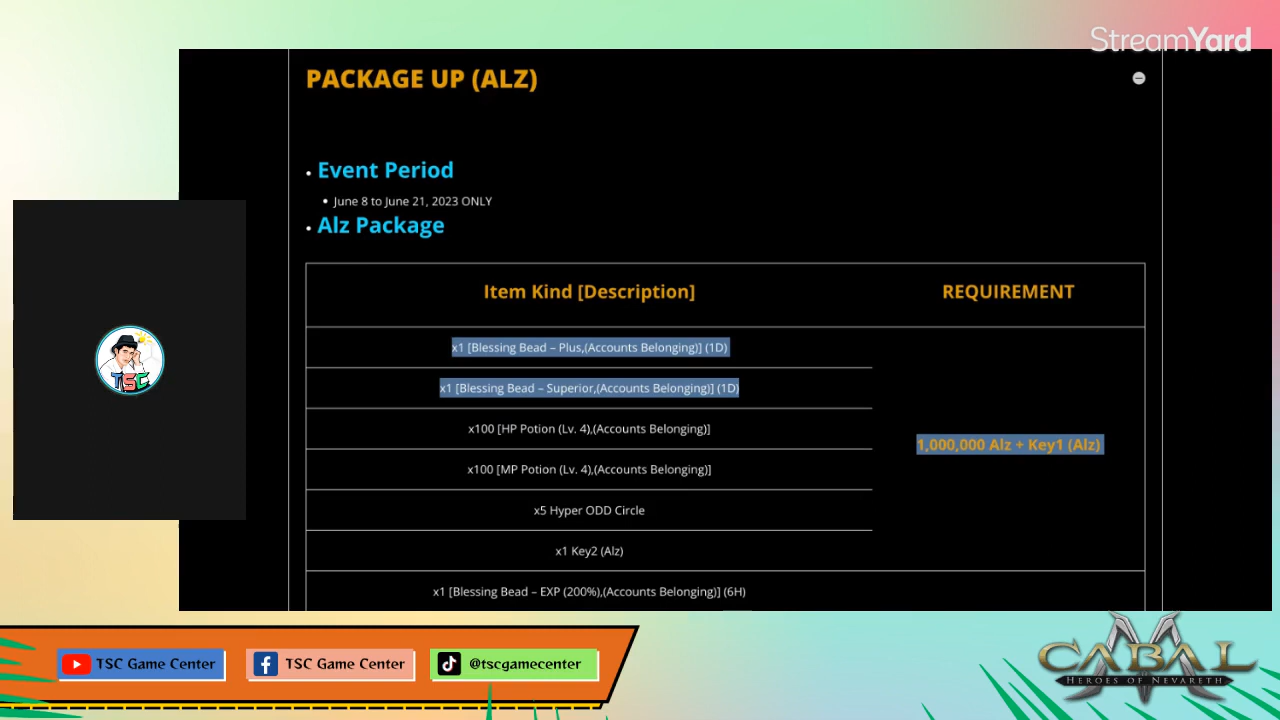 StreamYard
PACKAGE UP (ALZ)
• Event Period
• June 8 to June 21, 2023 ONLY
• Alz Package
Item Kind [Description]
REQUIREMENT
x1 [Blessing Bead – Plus,(Accounts Belonging)] (1D)
x1 [Blessing Bead – Superior,(Accounts Belonging)] (1D)
x100 [HP Potion (Lv. 4),(Accounts Belonging)]
1,000,000 Alz + Key1 (Alz)
x100 [MP Potion (Lv. 4),(Accounts Belonging)]
x5 Hyper ODD Circle
x1 Key2 (Alz)
x1 [Blessing Bead – EXP (200%),(Accounts Belonging)] (6H)
TSC
TSC Game Center
TSC Game Center
@tscgamecenter
CABAL M
HEROES OF NEVARETH